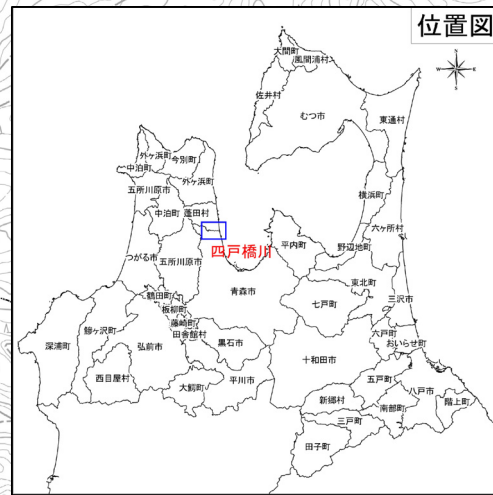 位置図
N
W
E
S
大間町
風間浦村
佐井村
むつ市
東通村
外ヶ浜町
今別町
中泊町
外ヶ浜町
五所川原市
横浜町
中泊町
蓬田村
六ヶ所村
平内町
野辺地町
四戸橋川
つがる市
五所川原市
東北町
青森市
七戸町
三沢市
鶴田町
板柳町
六戸町
藤崎町
おいらせ町
鰺ヶ沢町
田舎館村
深浦町
弘前市
黒石市
十和田市
五戸町
西目屋村
平川市
八戸市
大鰐町
新郷村
階上町
南部町
三戸町
田子町